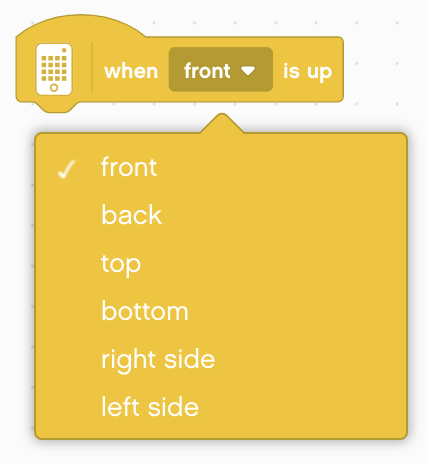 when front is up
front
back
top
bottom
right side
left side